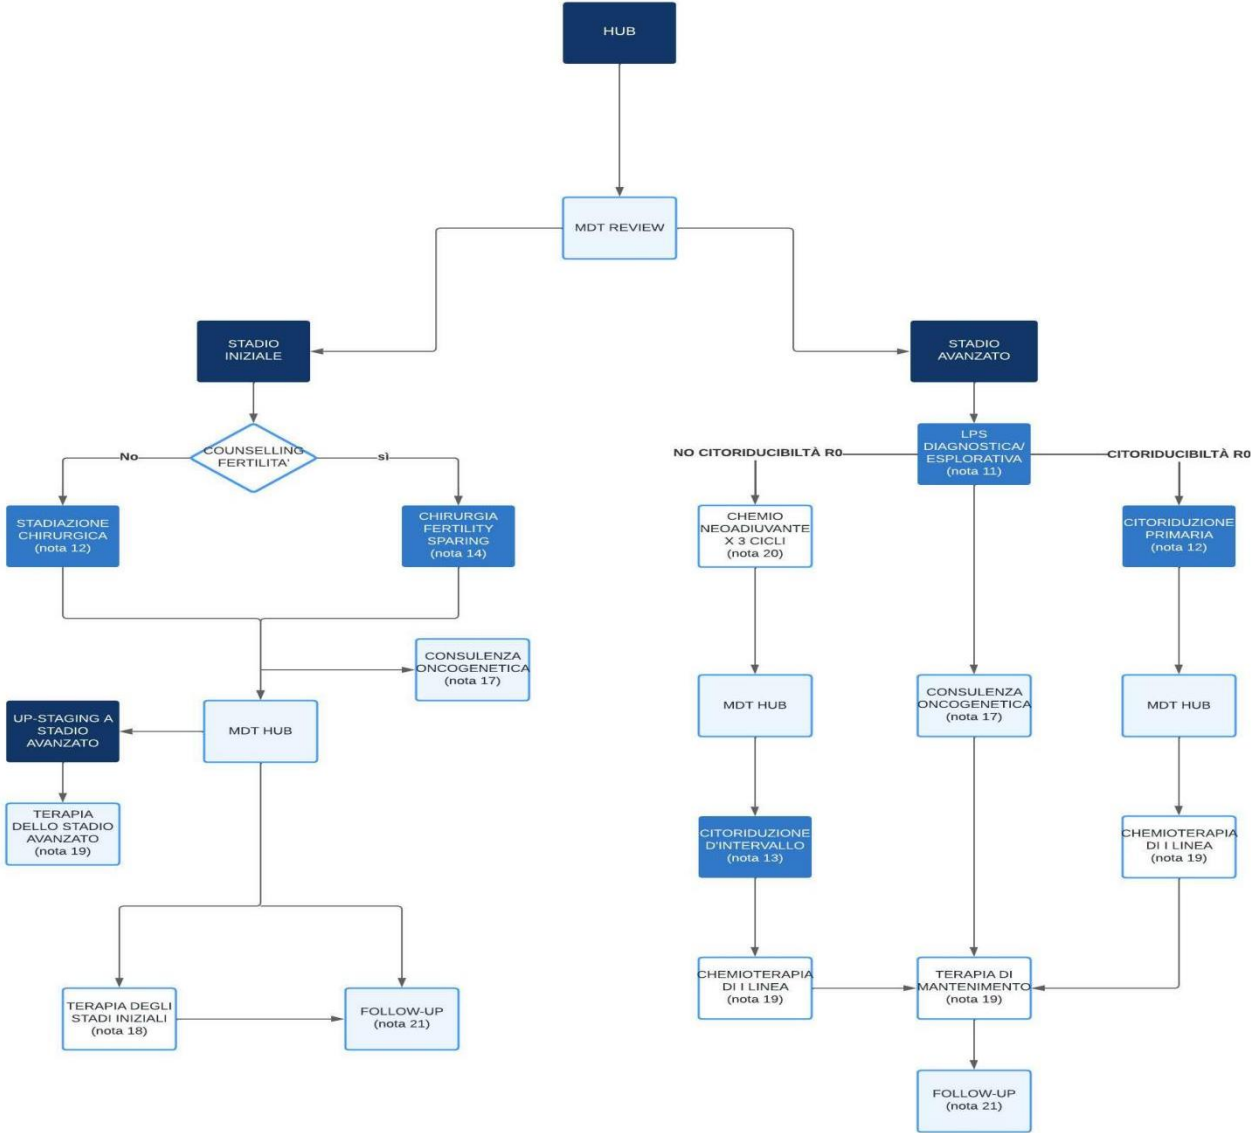 HUB
MDT REVIEW
STADIO
INIZIALE
STADIO
AVANZATO
COUNSELLING
FERTILITA'
No
sì
STADIAZIONE
CHIRURGICA
(nota 12)
CHIRURGIA
FERTILITY
SPARING
(nota 14)
CONSULENZA
ONCOGENETICA
(nota 17)
MDT HUB
UP-STAGING A
STADIO
AVANZATO
TERAPIA
DELLO STADIO
AVANZATO
(nota 19)
TERAPIA DEGLI
STADI INIZIALI
(nota 18)
FOLLOW-UP
(nota 21)
LPS
DIAGNOSTICA/
ESPLORATIVA
(nota 11)
NO CITORIDUCIBILTÀ R0
CITORIDUCIBILTÀ R0
CHEMIO
NEOADIUVANTE
X 3 CICLI
(nota 20)
MDT HUB
CITORIDUZIONE
D'INTERVALLO
(nota 13)
CHEMIOTERAPIA
DI I LINEA
(nota 19)
CONSULENZA
ONCOGENETICA
(nota 17)
CITORIDUZIONE
PRIMARIA
(nota 12)
MDT HUB
CHEMIOTERAPIA
DI I LINEA
(nota 19)
TERAPIA DI
MANTENIMENTO
(nota 19)
FOLLOW-UP
(nota 21)